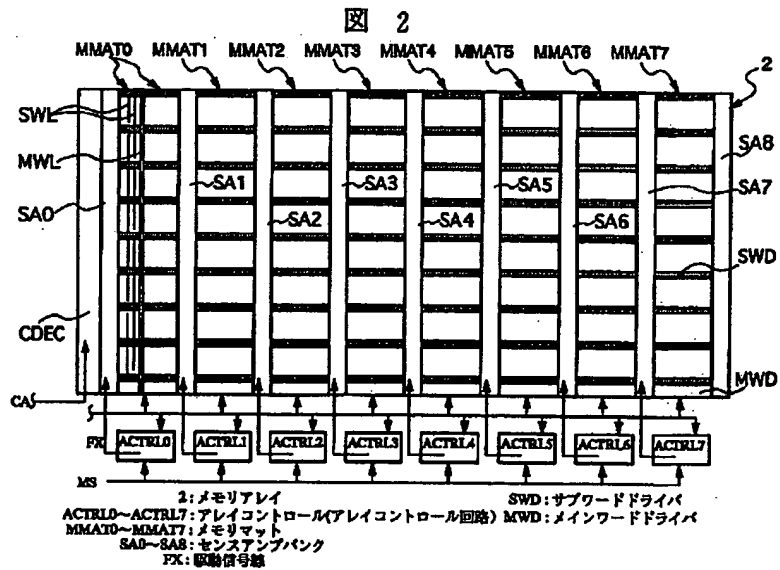 図 2
MMAT0 MMAT1 MMAT2 MMAT3 MMAT4 MMAT5 MMAT6 MMAT7
2
SWL
MWL
SA0
CDEC
SA1
SA2
SA3
SA4
SA5
SA6
SA8
SA7
SWD
MWD
CA
FX
ACTRL0 ACTRL1 ACTRL2 ACTRL3 ACTRL4 ACTRL5 ACTRL6 ACTRL7
MS
2:メモリアレイ
SWD:サブワードドライバ
ACTRL0~ACTRL7:アレイコントロール(アレイコントロール回路)
MWD:メインワードドライバ
MMAT0~MMAT7:メモリマット
SA0~SA8:センスアンプバンク
FX:駆動信号線